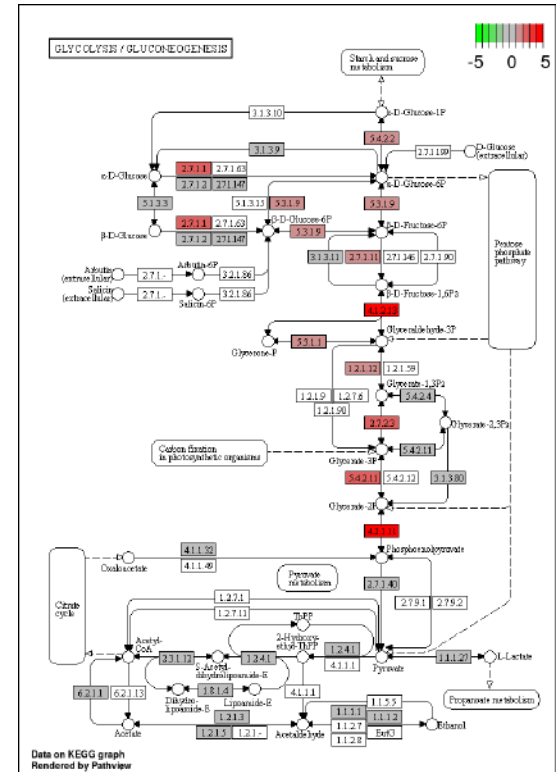 GLYCOLYSIS / GLUCONEOGENESIS
-5 0 5
Starch and sucrose
metabolism
3.1.3.10
α-D-Glucose-1P
3.1.3.9
5.4.2.2
D-Glucose
(extracellular)
2.7.1.99
α-D-Glucose
2.7.1.1
2.7.1.63
2.7.1.2
2.7.1.147
α-D-Glucose-6P
5.1.3.3
5.1.3.15
5.3.1.9
5.3.1.9
β-D-Glucose-6P
β-D-Glucose
2.7.1.1
2.7.1.63
2.7.1.2
2.7.1.147
5.3.1.9
β-D-Fructose-6P
Pentose
phosphate
pathway
3.1.3.11
2.7.1.11
2.7.1.146
2.7.1.90
Arbutin
(extracellular)
2.7.1.-
Arbutin-6P
3.2.1.86
Salicin
(extracellular)
2.7.1.-
Salicin-6P
3.2.1.86
β-D-Fructose-1,6P2
4.1.2.13
Glyceraldehyde-3P
5.3.1.1
Glycerone-P
1.2.1.12
1.2.1.59
Glycerate-1,3P2
1.2.1.9
1.2.7.6
1.2.1.90
5.4.2.4
2.7.2.3
Glycerate-2,3P2
Carbon fixation
in photosynthetic organisms
5.4.2.11
Glycerate-3P
5.4.2.11
5.4.2.12
3.1.3.80
Glycerate-2P
4.2.1.11
4.1.1.32
4.1.1.49
Oxaloacetate
Phosphoenolpyruvate
Pyruvate
metabolism
2.7.1.40
Citrate
cycle
1.2.7.1
1.2.7.11
2.7.9.1
2.7.9.2
ThPP
Acetyl-
CoA
2-Hydroxy-
ethyl-ThPP
2.3.1.12
1.2.4.1
1.2.4.1
4.1.1.1
1.1.1.27
L-Lactate
S-Acetyl-
dihydrolipoamide-E
Pyruvate
6.2.1.1
6.2.1.13
1.8.1.4
4.1.1.1
Dihydro-
lipoamide-E
Lipoamide-E
Propanoate metabolism
Acetate
1.2.1.3
1.2.1.5
1.2.1.-
Acetaldehyde
1.1.5.5
1.1.1.1
1.1.1.2
1.1.2.7
EutG
1.1.2.8
Ethanol
Data on KEGG graph
Rendered by Pathview